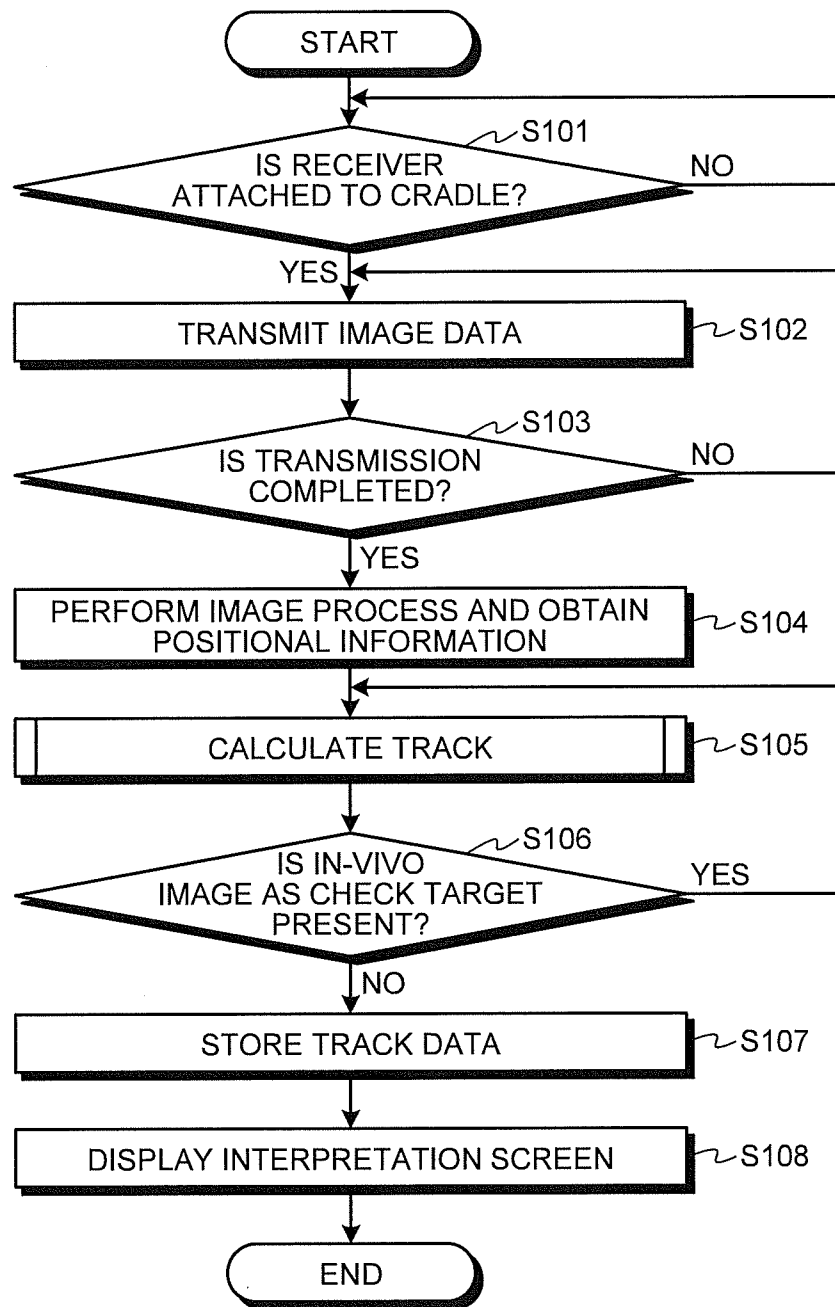 START
S101
IS RECEIVER
ATTACHED TO CRADLE?
NO
YES
TRANSMIT IMAGE DATA
S102
S103
IS TRANSMISSION
COMPLETED?
NO
YES
PERFORM IMAGE PROCESS AND OBTAIN
POSITIONAL INFORMATION
S104
CALCULATE TRACK
S105
S106
IS IN-VIVO
IMAGE AS CHECK TARGET
PRESENT?
YES
NO
STORE TRACK DATA
S107
DISPLAY INTERPRETATION SCREEN
S108
END